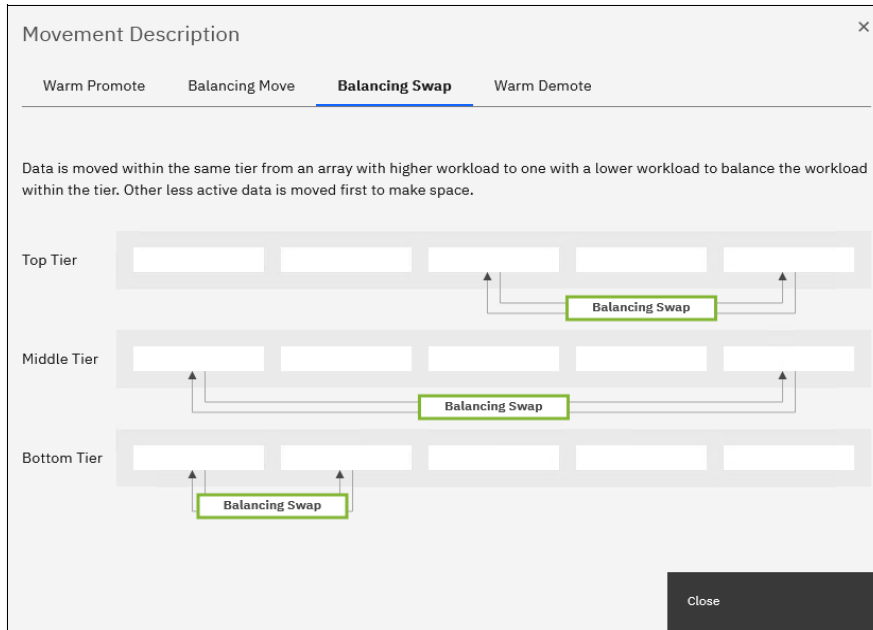 Movement Description
×
Warm Promote Balancing Move Balancing Swap Warm Demote
Data is moved within the same tier from an array with higher workload to one with a lower workload to balance the workload
within the tier. Other less active data is moved first to make space.
Top Tier
Balancing Swap
Middle Tier
Balancing Swap
Bottom Tier
Balancing Swap
Close